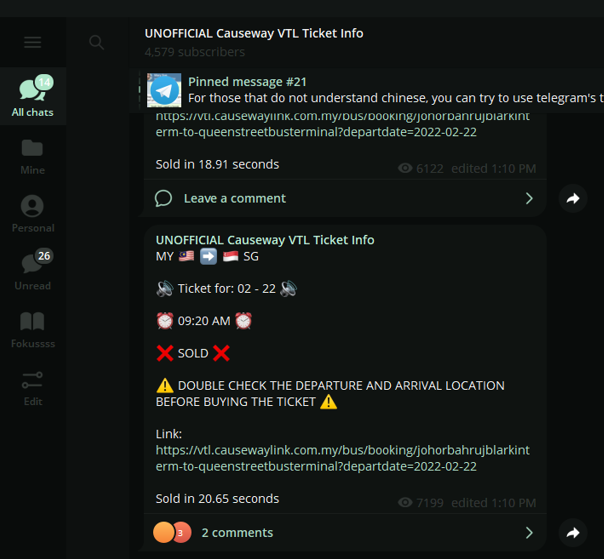 UNOFFICIAL Causeway VTL Ticket Info
4,579 subscribers
14
All chats
Mine
Personal
26
Unread
Fokussss
Edit
Pinned message #21
For those that do not understand chinese, you can try to use telegram's t
https://vtl.causewaylink.com.my/bus/booking/johorbahrujblarkint
erm-to-queenstreetbusterminal?departdate=2022-02-22
Sold in 18.91 seconds
6122 edited 1:10 PM
Leave a comment
UNOFFICIAL Causeway VTL Ticket Info
MY 🇲🇾 ➡️ 🇸🇬 SG
🔊 Ticket for: 02 - 22 🔊
⏰ 09:20 AM ⏰
❌ SOLD ❌
⚠️ DOUBLE CHECK THE DEPARTURE AND ARRIVAL LOCATION
BEFORE BUYING THE TICKET ⚠️
Link:
https://vtl.causewaylink.com.my/bus/booking/johorbahrujblarkint
erm-to-queenstreetbusterminal?departdate=2022-02-22
Sold in 20.65 seconds
7199 edited 1:10 PM
3
2 comments